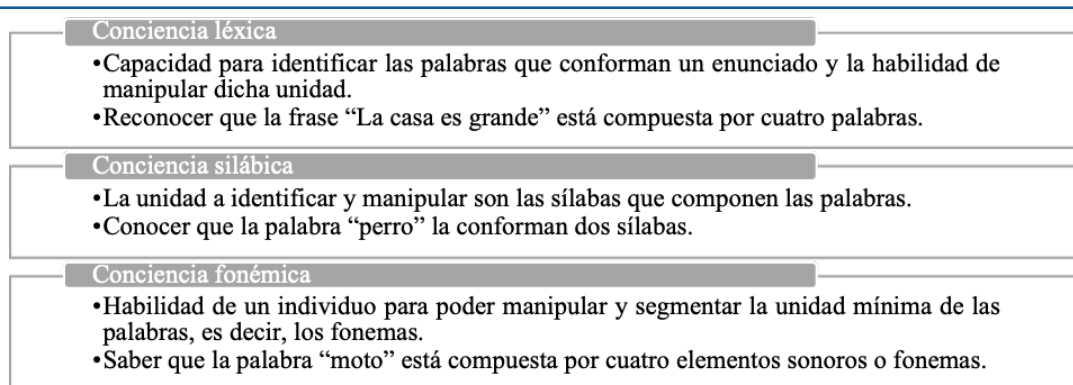 Conciencia léxica
•Capacidad para identificar las palabras que conforman un enunciado y la habilidad de
manipular dicha unidad.
•Reconocer que la frase “La casa es grande” está compuesta por cuatro palabras.
Conciencia silábica
•La unidad a identificar y manipular son las sílabas que componen las palabras.
•Conocer que la palabra “perro” la conforman dos sílabas.
Conciencia fonémica
•Habilidad de un individuo para poder manipular y segmentar la unidad mínima de las
palabras, es decir, los fonemas.
•Saber que la palabra “moto” está compuesta por cuatro elementos sonoros o fonemas.